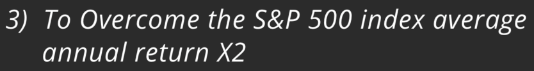 3) To Overcome the S&P 500 index average
annual return X2